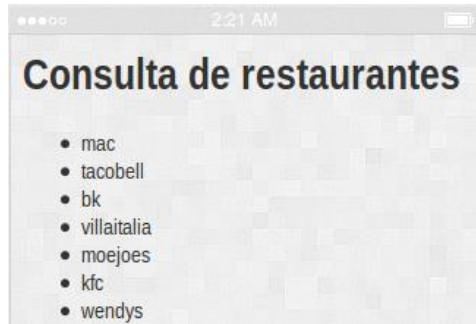 2:21 AM
Consulta de restaurantes
mac
tacobell
bk
villaitalia
moejoes
kfc
wendys